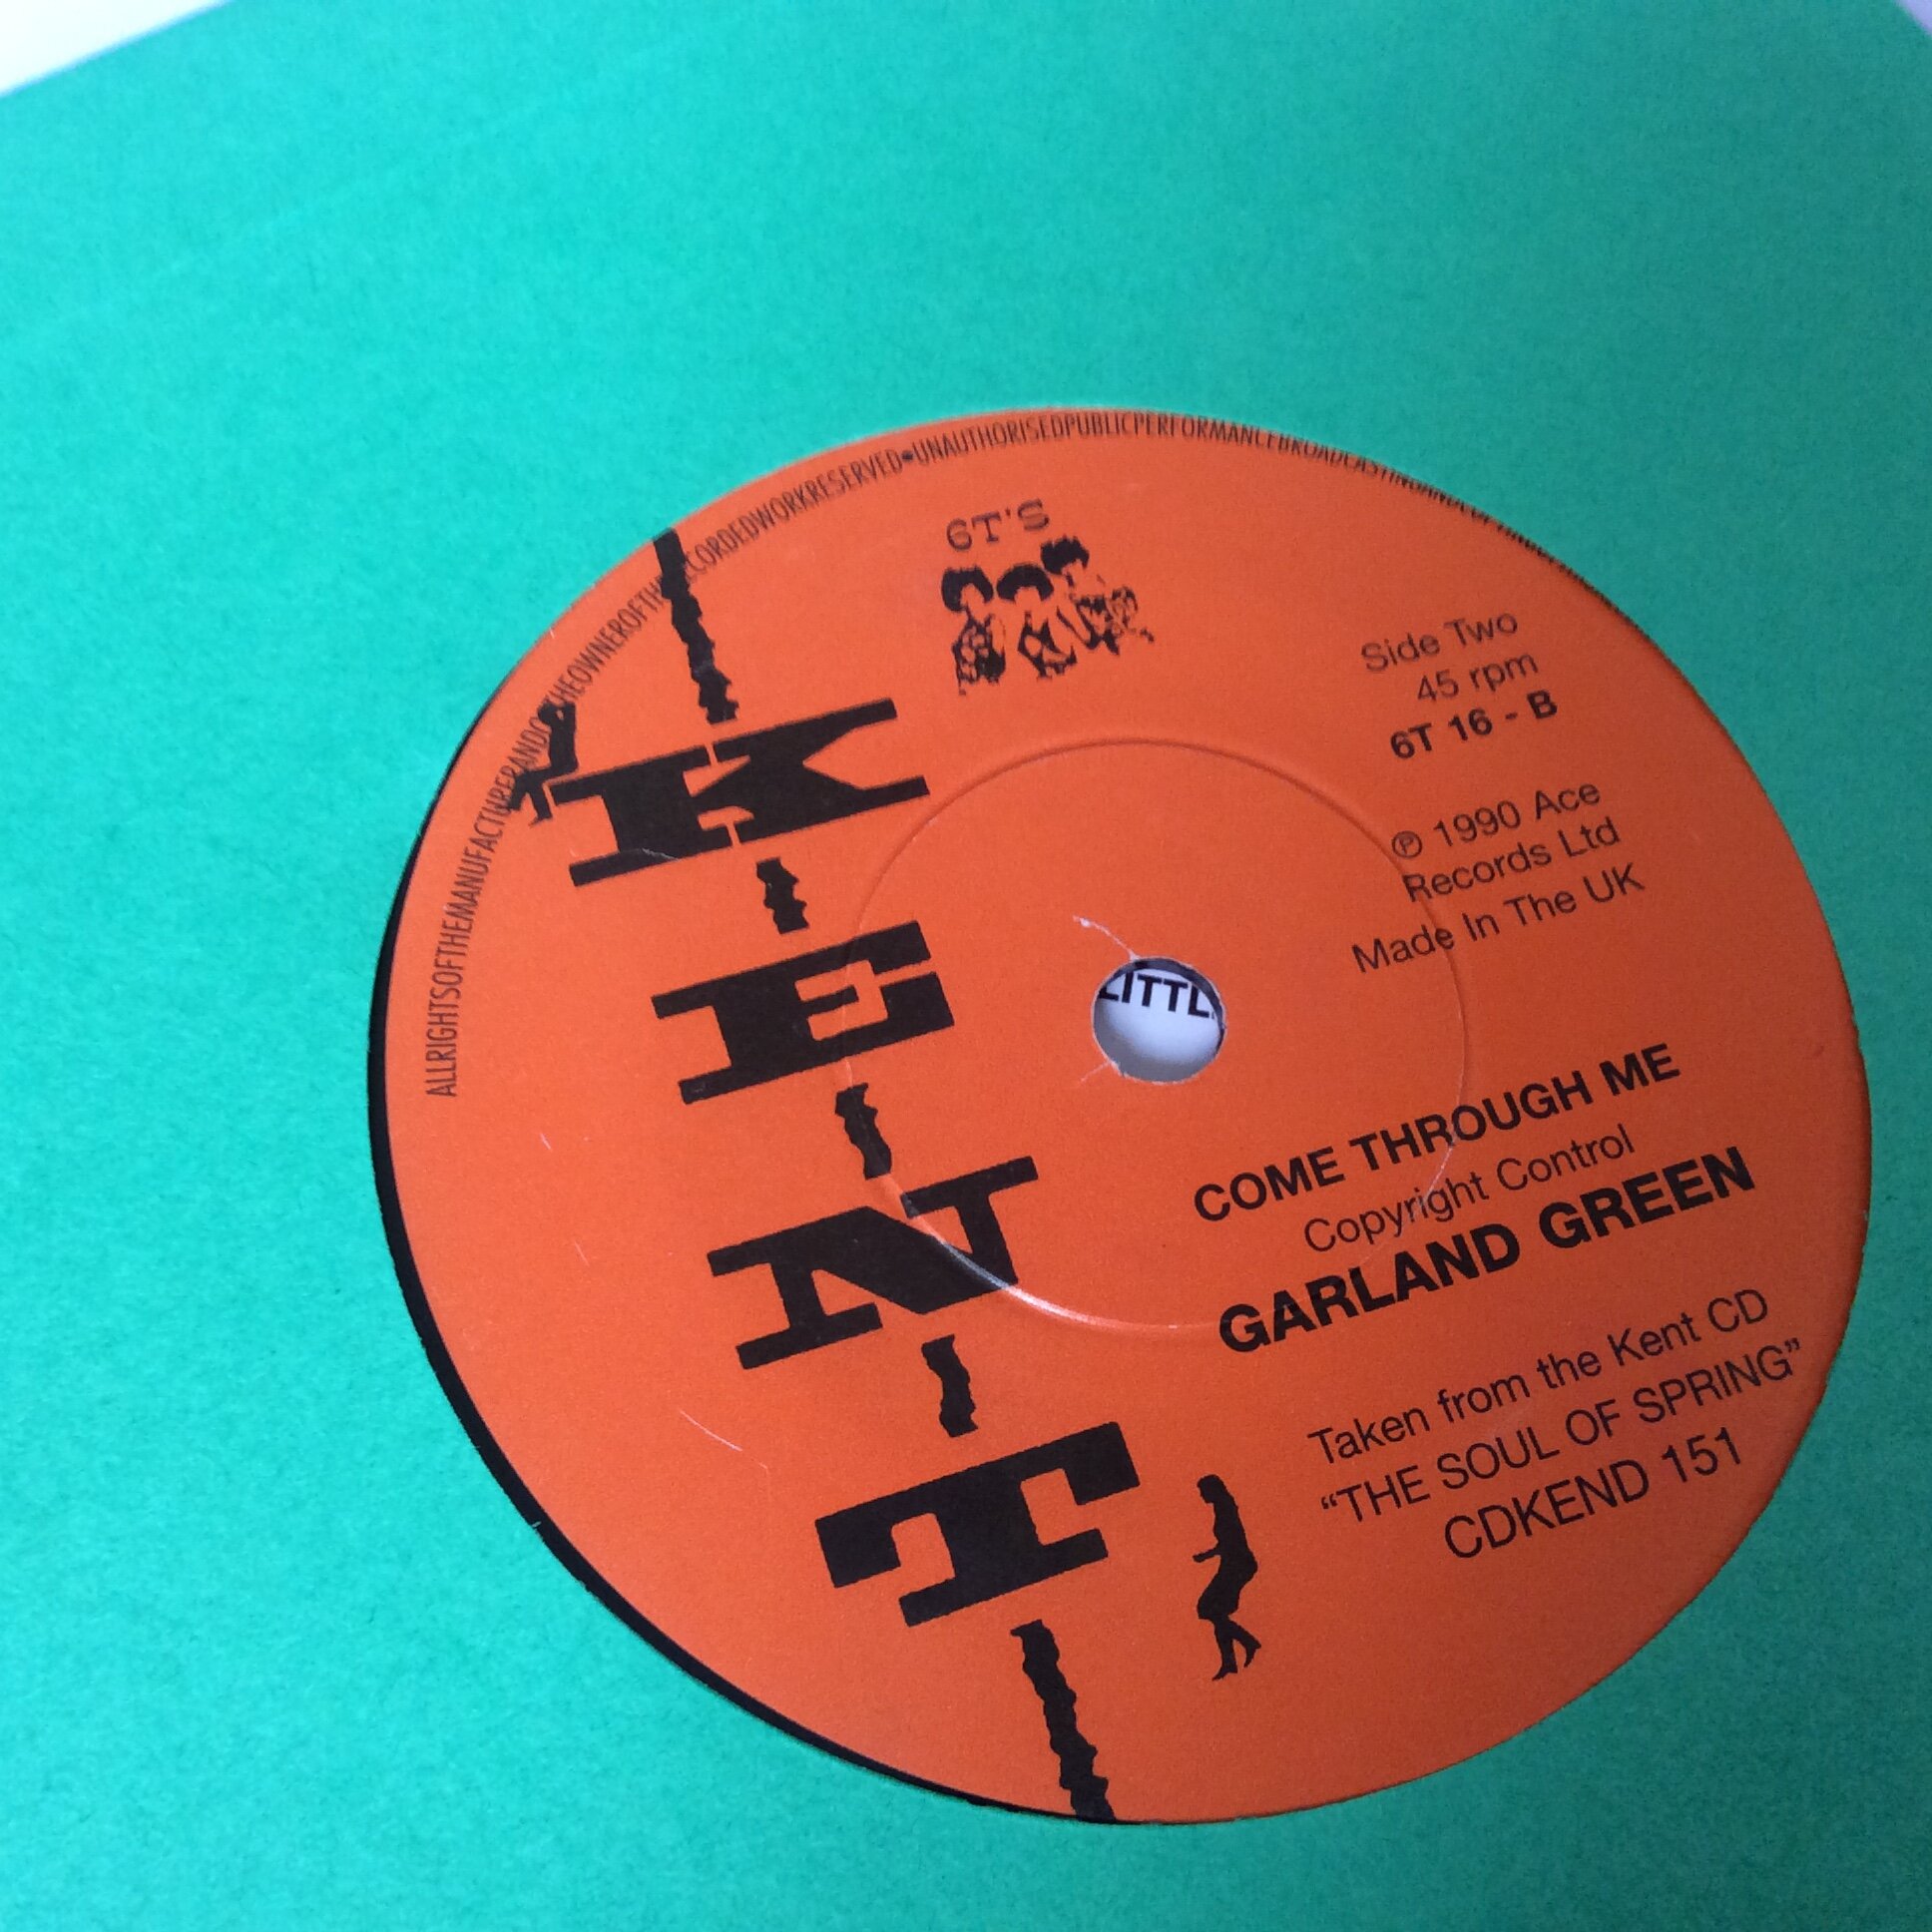 ALLRIGHTSOFTHEMANUFACTURERANDOFTHEOWNEROFTHERECORDEDWORKRESERVED•UNAUTHORISEDPUBLICPERFORMANCEBROADCASTINGANDCOPYING
6T'S
KENT
Side Two
45 rpm
6T 16 - B
℗ 1990 Ace
Records Ltd
Made In The UK
LITTL
COME THROUGH ME
Copyright Control
GARLAND GREEN
Taken from the Kent CD
“THE SOUL OF SPRING”
CDKEND 151